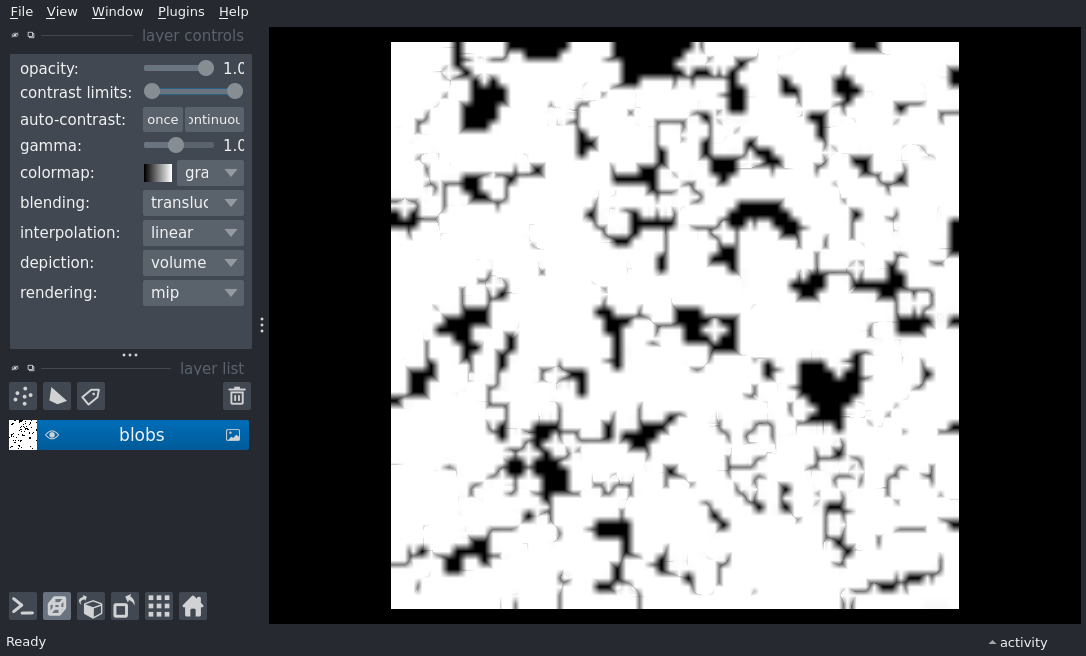 File View Window Plugins Help
layer controls
opacity: 1.0
contrast limits:
auto-contrast: once ontinuou
gamma: 1.0
colormap: gra
blending: transluc
interpolation: linear
depiction: volume
rendering: mip
layer list
blobs
Ready
activity